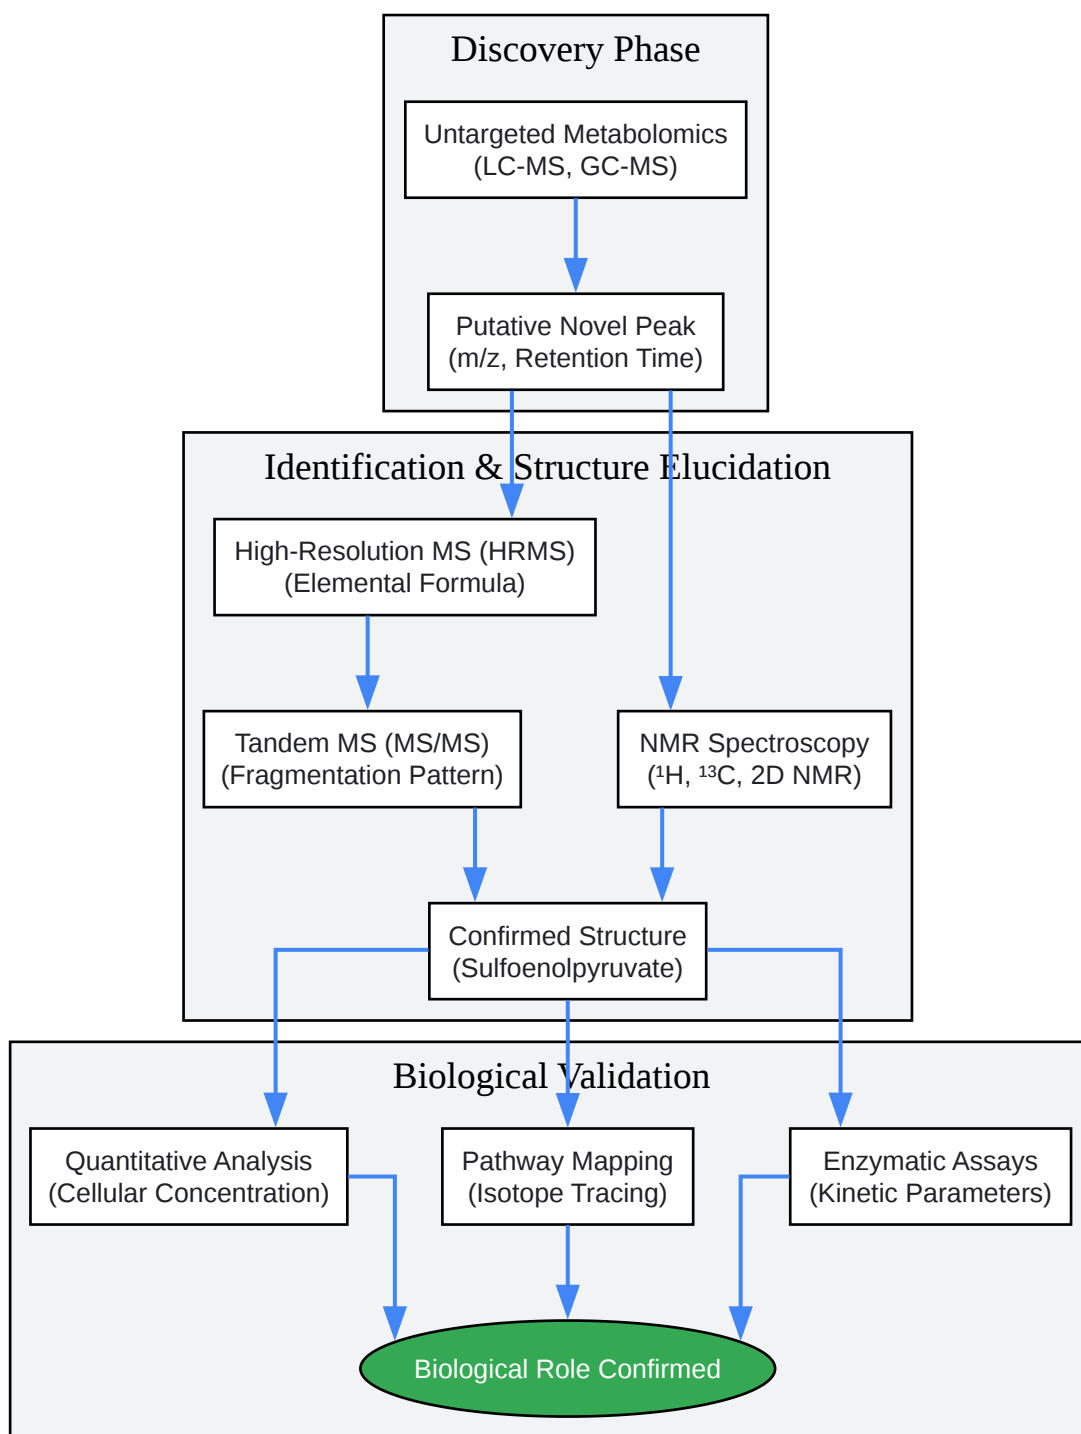 Discovery Phase
Untargeted Metabolomics
(LC-MS, GC-MS)
Putative Novel Peak
(m/z, Retention Time)
Identification & Structure Elucidation
High-Resolution MS (HRMS)
(Elemental Formula)
Tandem MS (MS/MS)
(Fragmentation Pattern)
NMR Spectroscopy
(¹H, ¹³C, 2D NMR)
Confirmed Structure
(Sulfoenolpyruvate)
Biological Validation
Quantitative Analysis
(Cellular Concentration)
Pathway Mapping
(Isotope Tracing)
Enzymatic Assays
(Kinetic Parameters)
Biological Role Confirmed